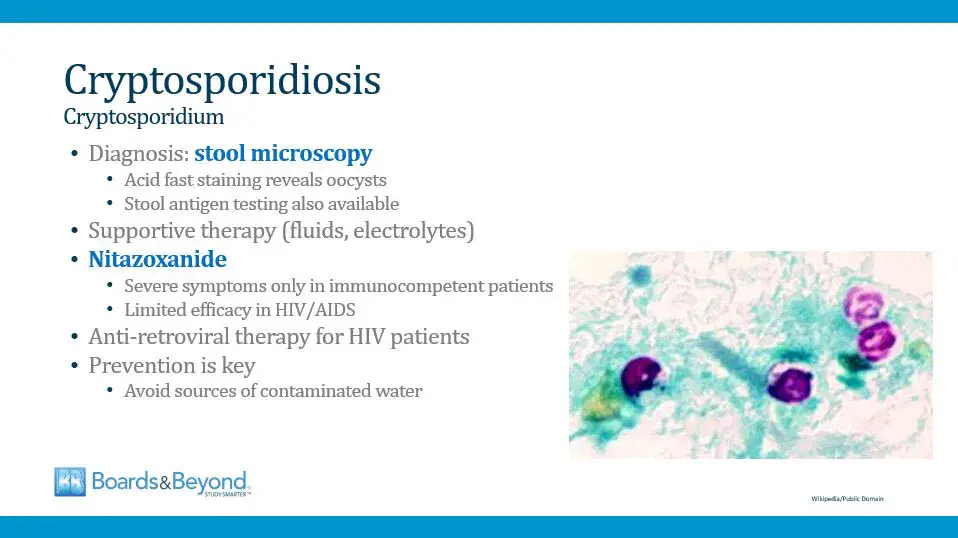 Cryptosporidiosis
Cryptosporidium
• Diagnosis: stool microscopy
• Acid fast staining reveals oocysts
• Stool antigen testing also available
• Supportive therapy (fluids, electrolytes)
• Nitazoxanide
• Severe symptoms only in immunocompetent patients
• Limited efficacy in HIV/AIDS
• Anti-retroviral therapy for HIV patients
• Prevention is key
• Avoid sources of contaminated water
BB Boards&Beyond.
STUDY SMARTER™
Wikipedia/Public Domain